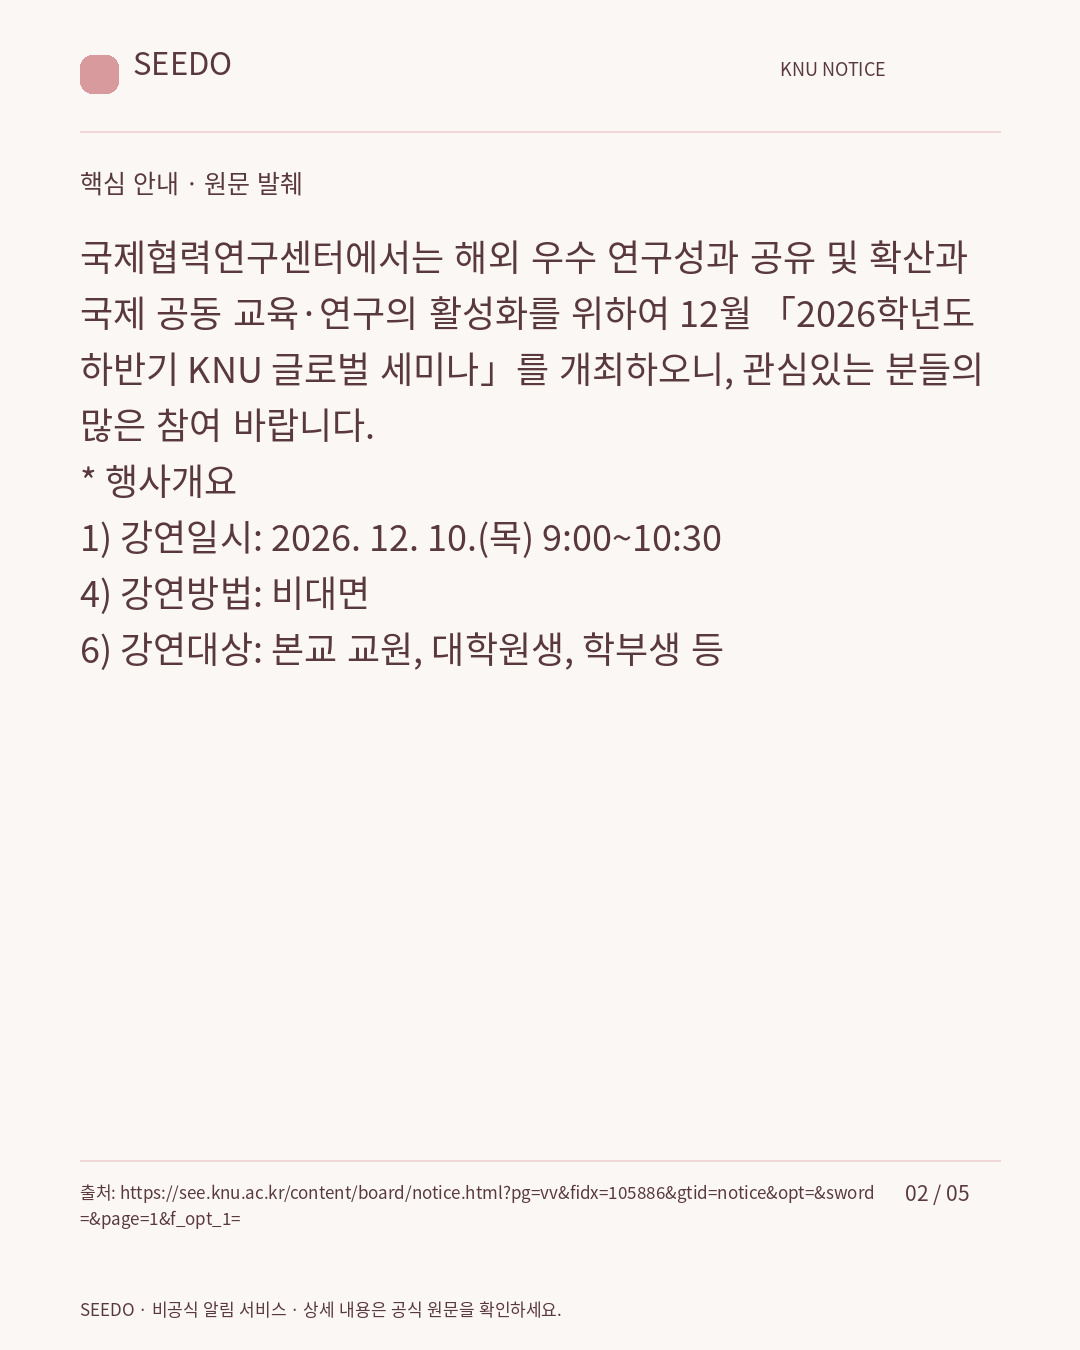 SEEDO
KNU NOTICE
핵심 안내 · 원문 발췌
국제협력연구센터에서는 해외 우수 연구성과 공유 및 확산과
국제 공동 교육·연구의 활성화를 위하여 12월 「2026학년도
하반기 KNU 글로벌 세미나」를 개최하오니, 관심있는 분들의
많은 참여 바랍니다.
* 행사개요
1) 강연일시: 2026. 12. 10.(목) 9:00~10:30
4) 강연방법: 비대면
6) 강연대상: 본교 교원, 대학원생, 학부생 등
출처: https://see.knu.ac.kr/content/board/notice.html?pg=vv&fidx=105886&gtid=notice&opt=&sword
=&page=1&f_opt_1=
02 / 05
SEEDO · 비공식 알림 서비스 · 상세 내용은 공식 원문을 확인하세요.